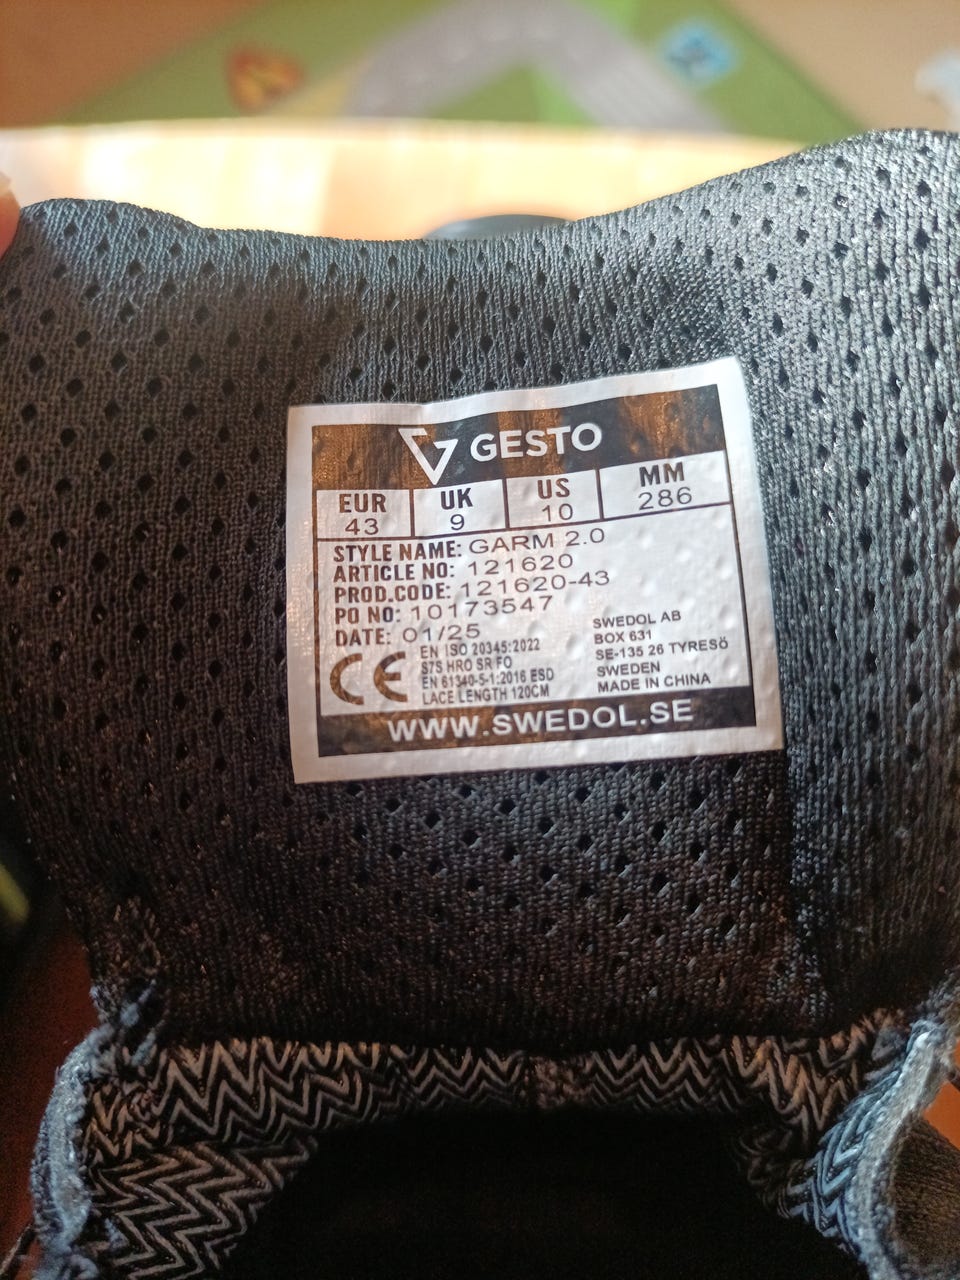 GESTO
EUR UK US MM
43 9 10 286
STYLE NAME: GARM 2.0
ARTICLE NO: 121620
PROD.CODE: 121620-43
PO NO: 10173547
DATE: 01/25
CE
EN ISO 20345:2022
S7S HRO SR FO
EN 61340-5-1:2016 ESD
LACE LENGTH 120CM
SWEDOL AB
BOX 631
SE-135 26 TYRESÖ
SWEDEN
MADE IN CHINA
WWW.SWEDOL.SE